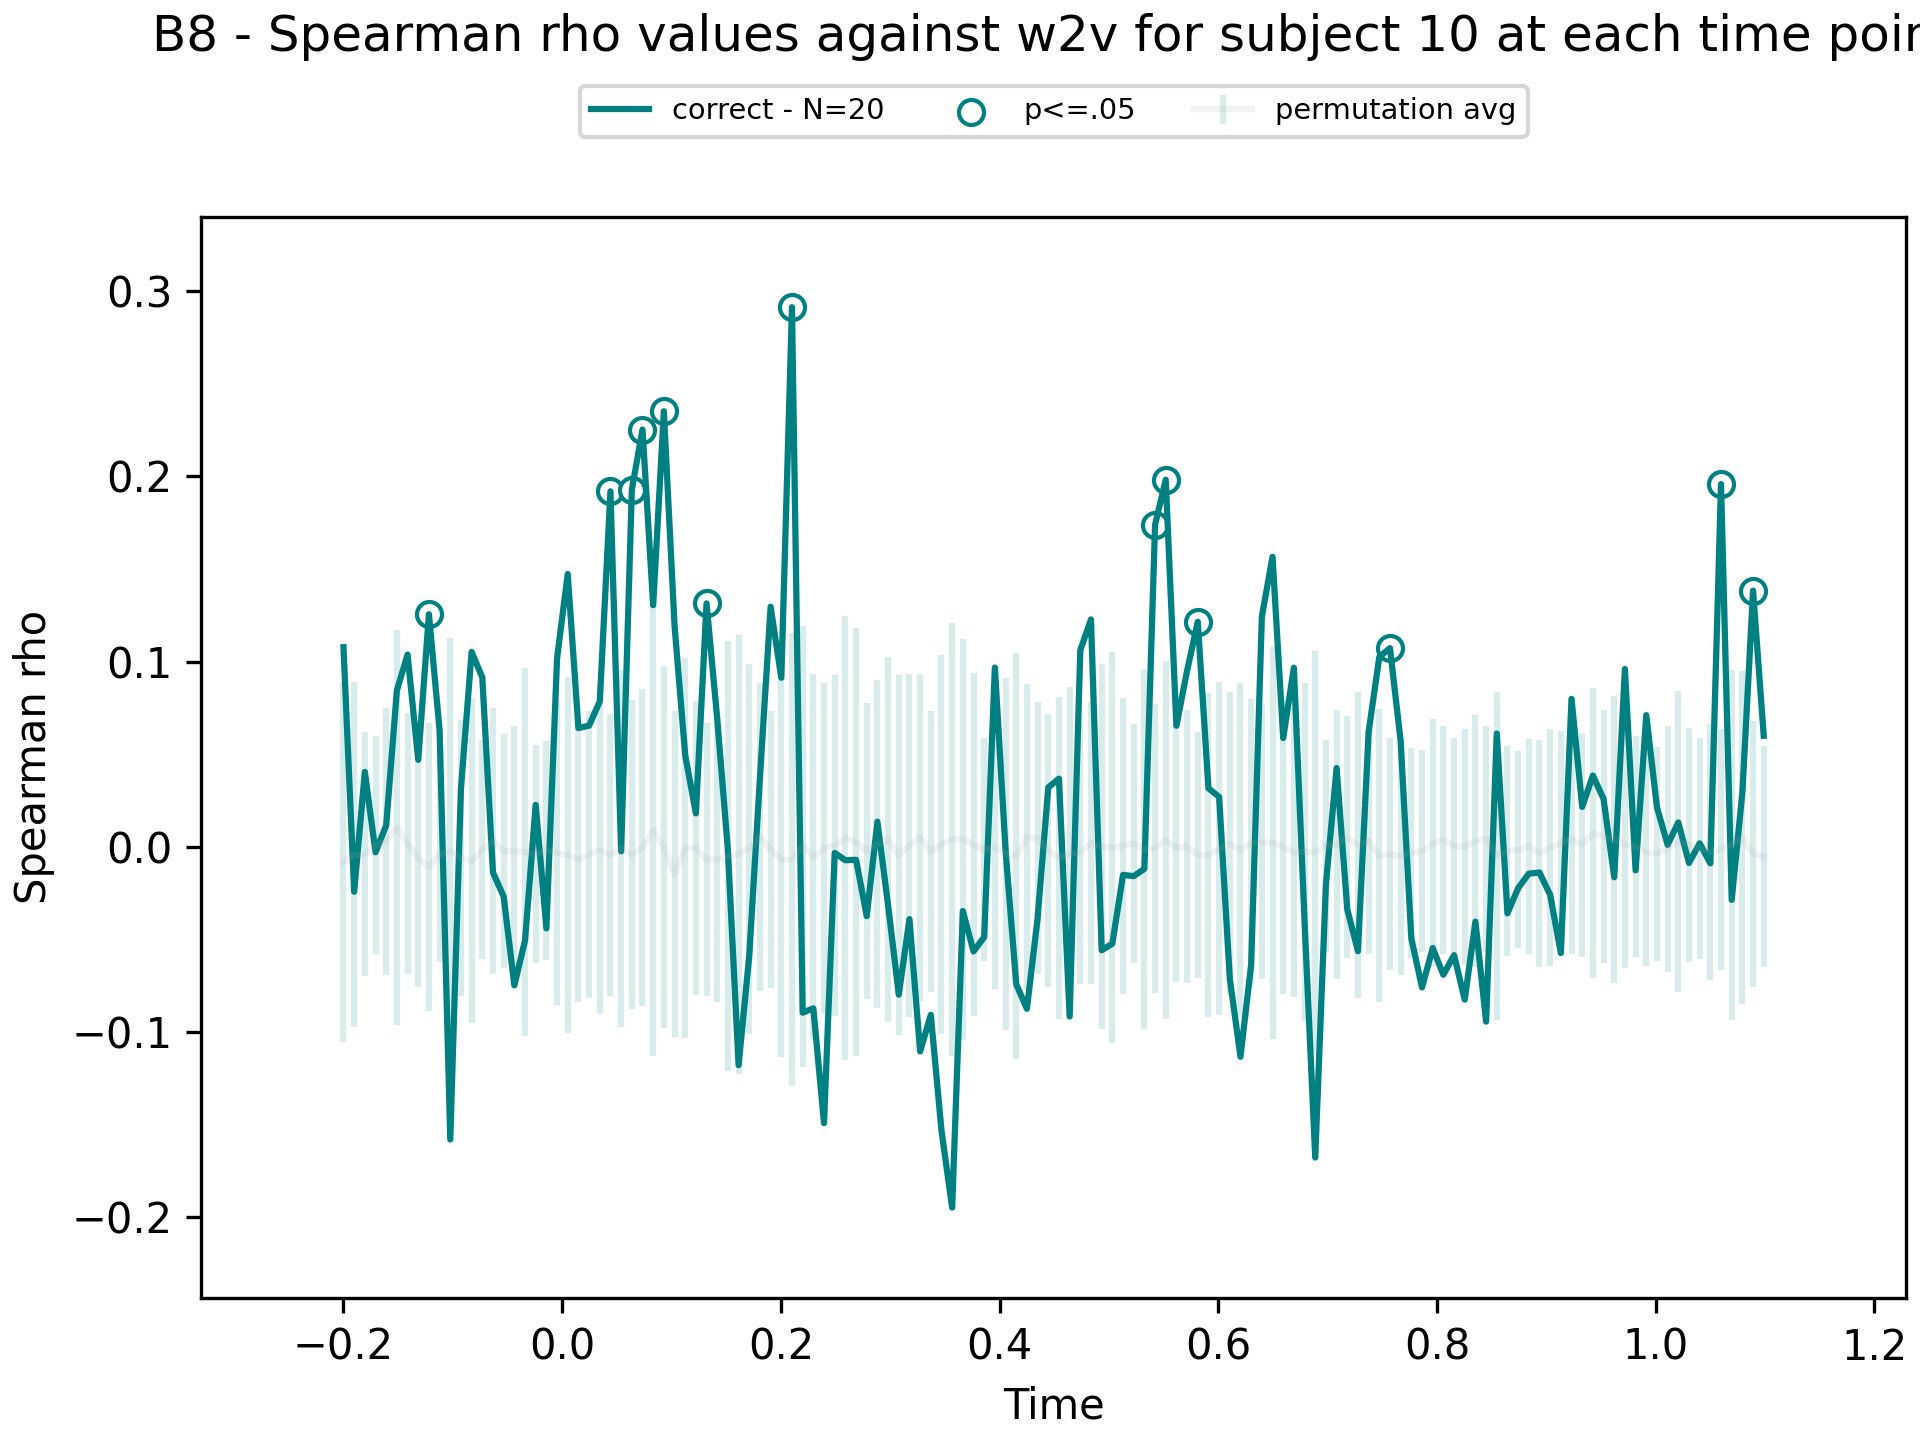 B8 - Spearman rho values against w2v for subject 10 at each time
correct - N=20 p<=.05 permutation avg
0.3
0.2
0.1
0.0
−0.1
−0.2
Spearman rho
−0.2 0.0 0.2 0.4 0.6 0.8 1.0 1.2
Time